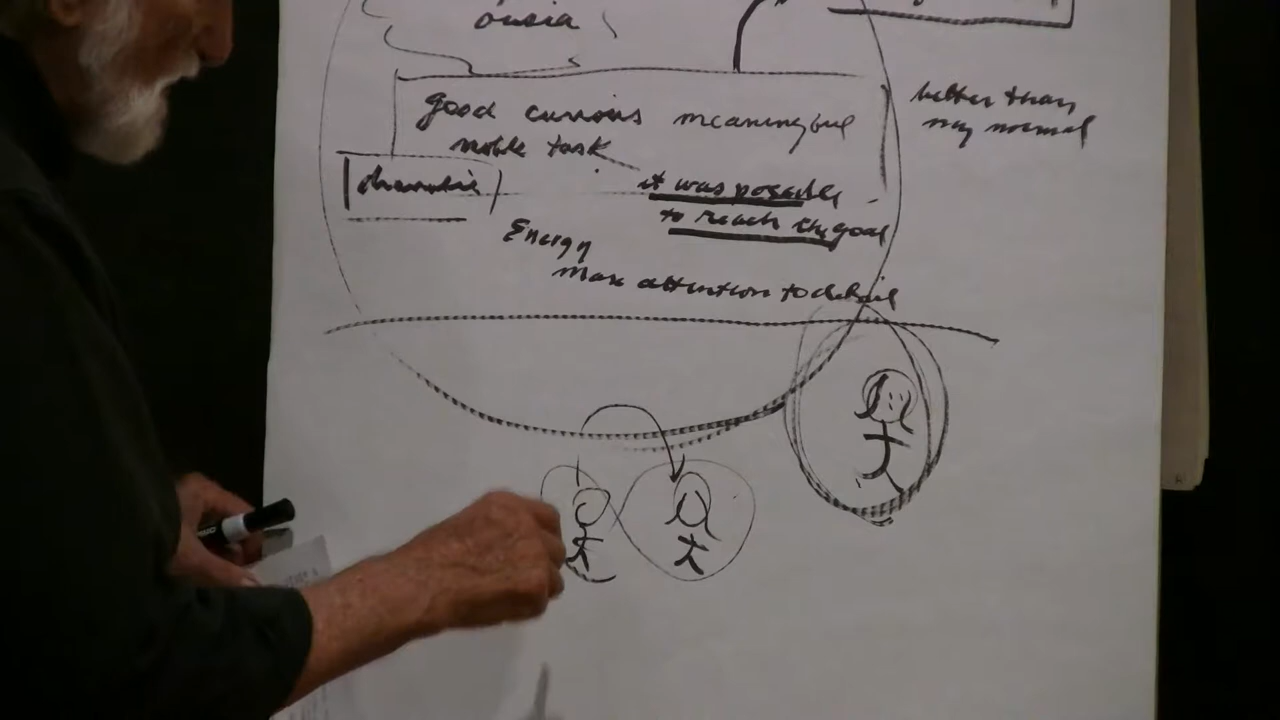 ousia
better than
my normal
good curious meaningful
noble task
it was possible
to reach the goal
Energy
more attention to detail